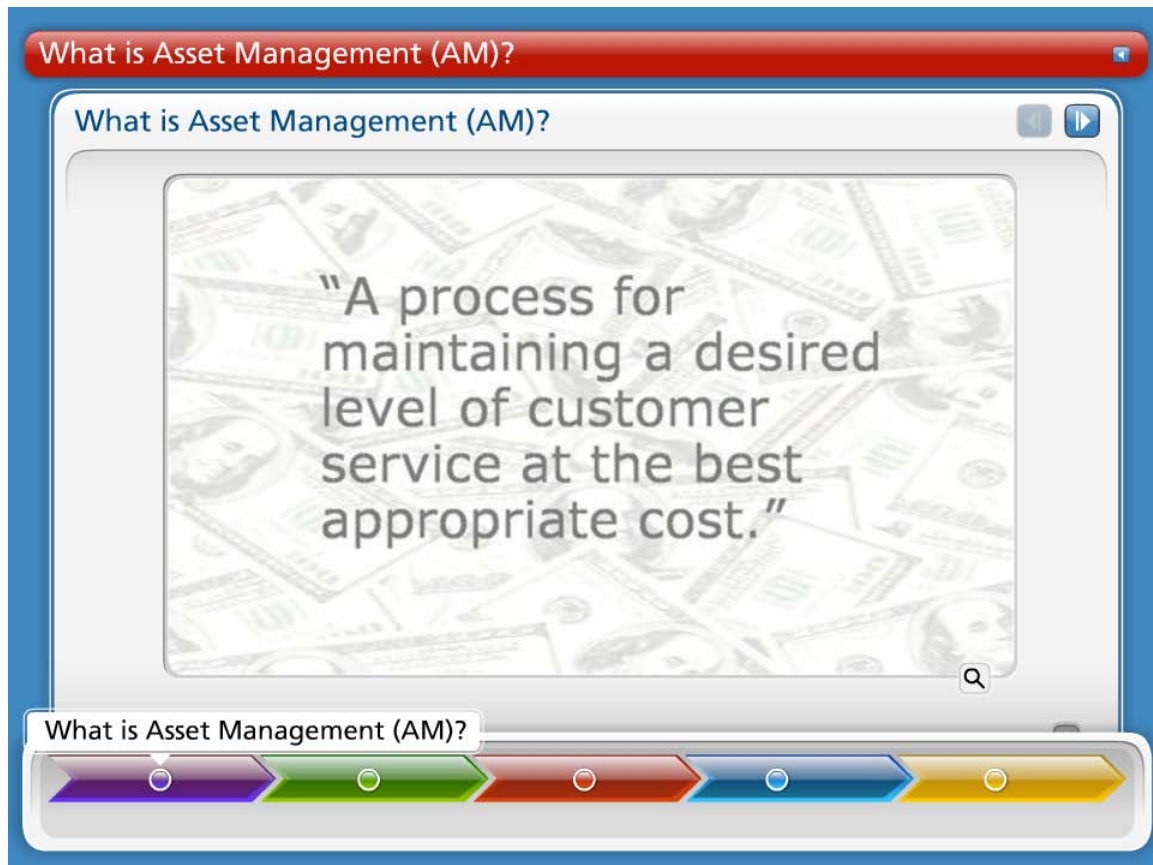 What is Asset Management (AM)?
What is Asset Management (AM)?
"A process for
maintaining a desired
level of customer
service at the best
appropriate cost."
What is Asset Management (AM)?